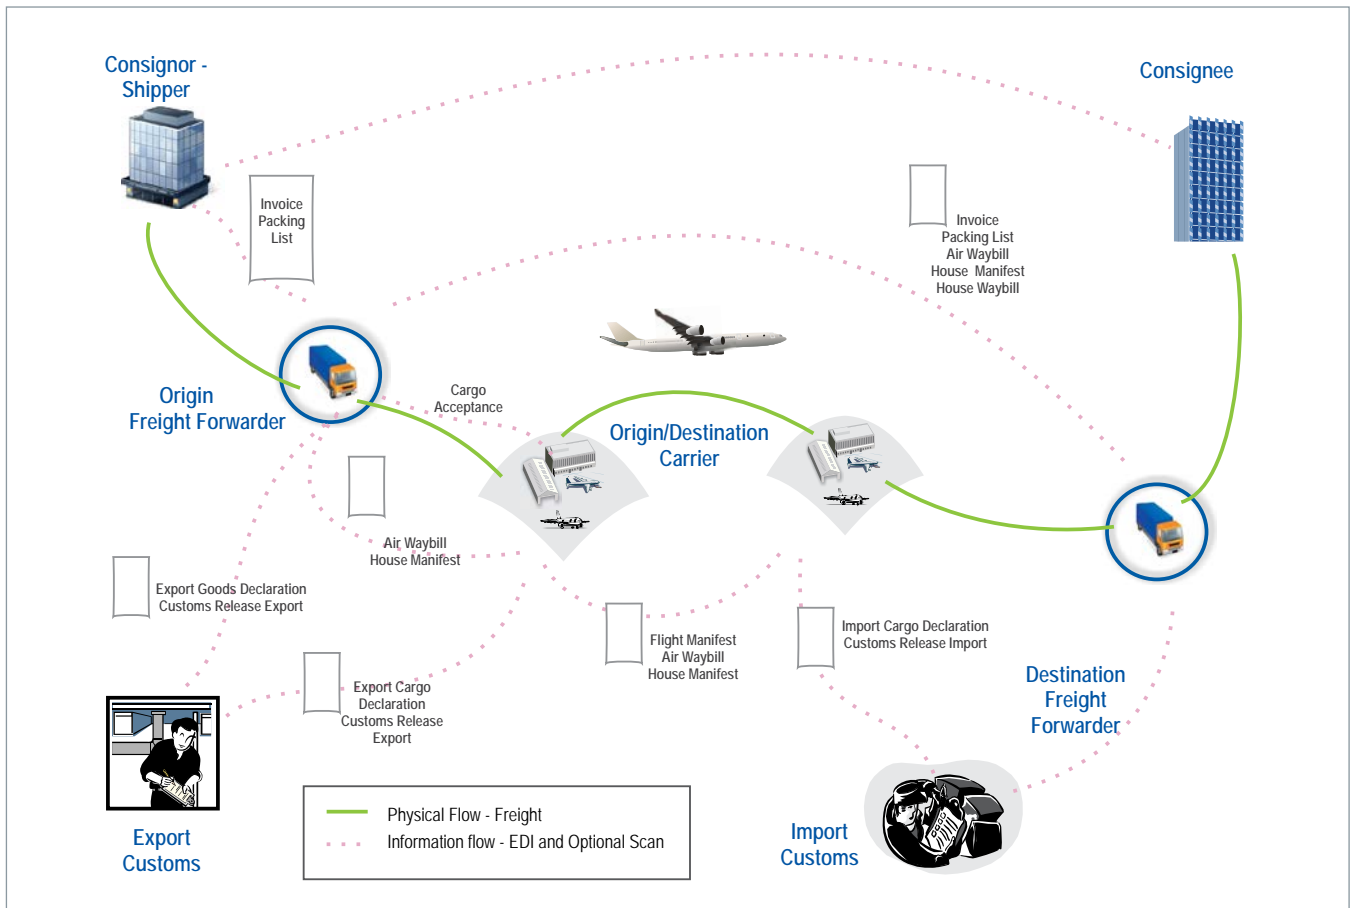 Consignor -
Shipper
Consignee
Invoice
Packing
List
Invoice
Packing List
Air Waybill
House Manifest
House Waybill
Origin
Freight Forwarder
Cargo
Acceptance
Origin/Destination
Carrier
Air Waybill
House Manifest
Export Goods Declaration
Customs Release Export
Flight Manifest
Air Waybill
House Manifest
Import Cargo Declaration
Customs Release Import
Export Cargo
Declaration
Customs Release
Export
Destination
Freight
Forwarder
Physical Flow - Freight
Information flow - EDI and Optional Scan
Export
Customs
Import
Customs